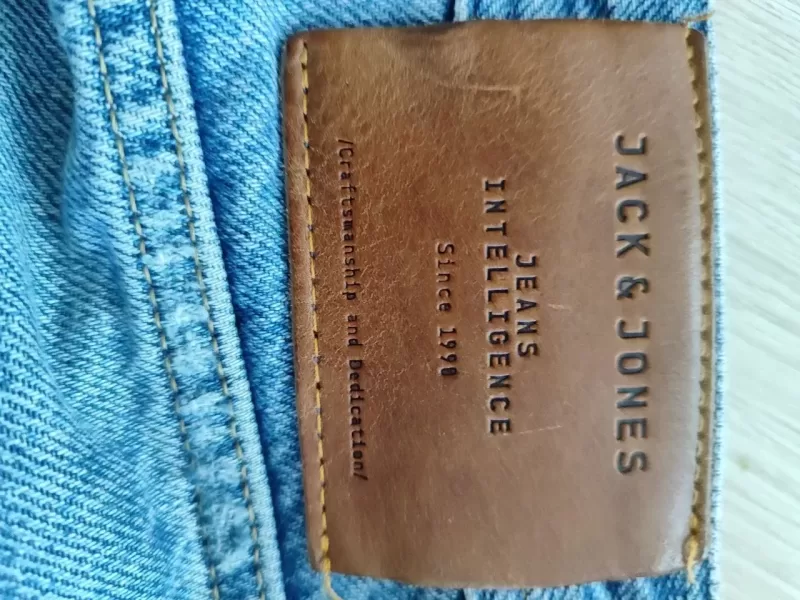 JACK & JONES
JEANS
INTELLIGENCE
Since 1990
/Craftsmanship and Dedication/